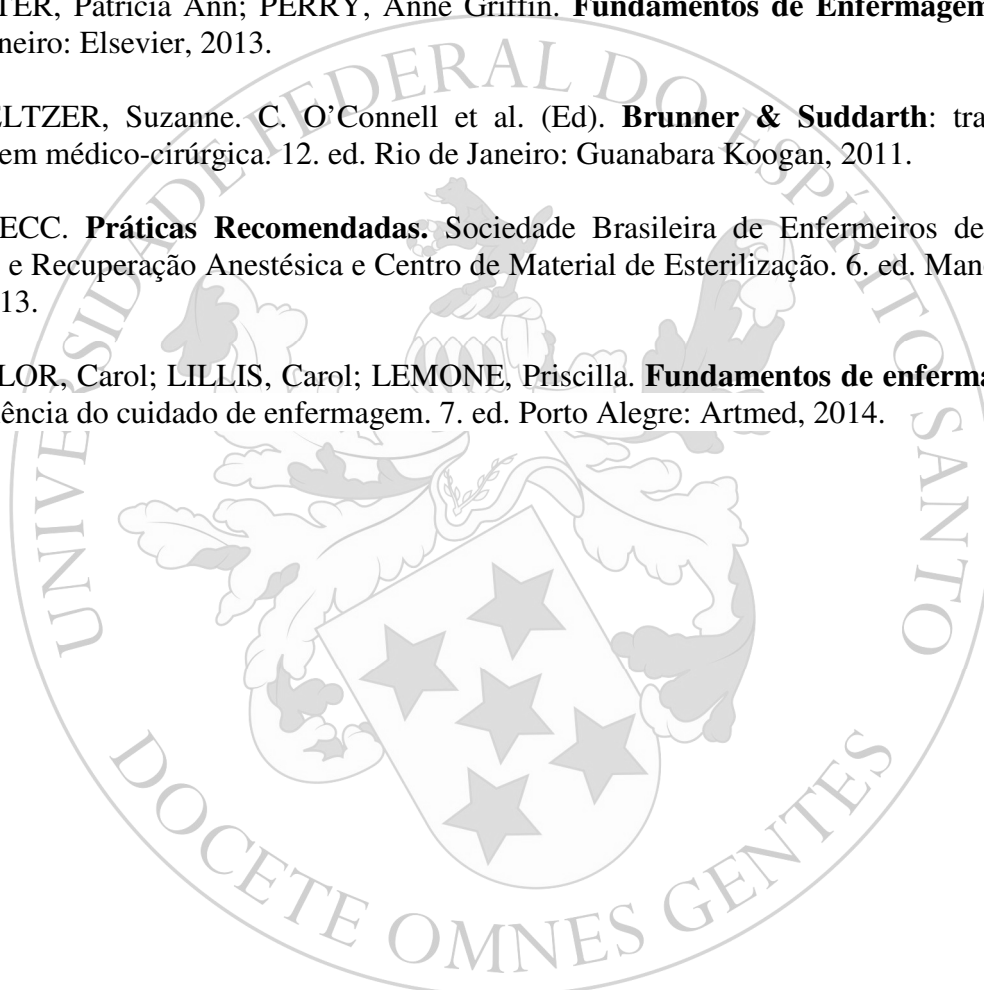 TER, Patricia Ann; PERRY, Anne Griffin. Fundamentos de Enfermagem
neiro: Elsevier, 2013.
ELTZER, Suzanne. C. O’Connell et al. (Ed). Brunner & Suddarth: tra
em médico-cirúrgica. 12. ed. Rio de Janeiro: Guanabara Koogan, 2011.
ECC. Práticas Recomendadas. Sociedade Brasileira de Enfermeiros de
e Recuperação Anestésica e Centro de Material de Esterilização. 6. ed. Man
13.
LOR, Carol; LILLIS, Carol; LEMONE, Priscilla. Fundamentos de enferma
ência do cuidado de enfermagem. 7. ed. Porto Alegre: Artmed, 2014.
UNIVERSIDADE FEDERAL DO ESPÍRITO SANTO
DOCETE OMNES GENTES